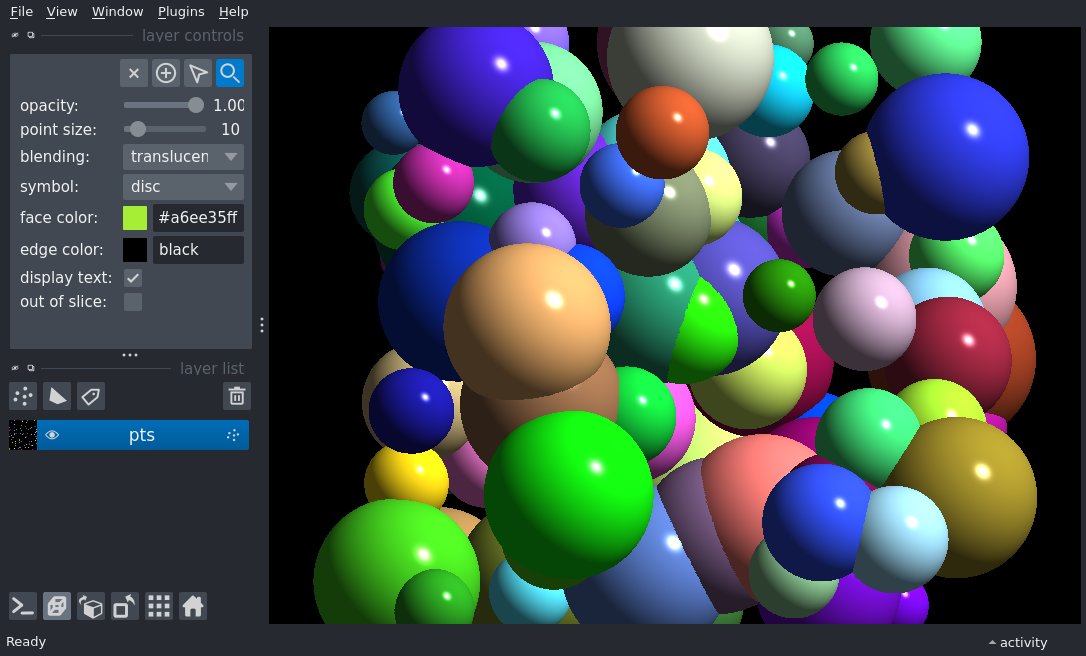 File View Window Plugins Help
layer controls
opacity: 1.00
point size: 10
blending: translucen
symbol: disc
face color: #a6ee35ff
edge color: black
display text:
out of slice:
layer list
pts
Ready
activity